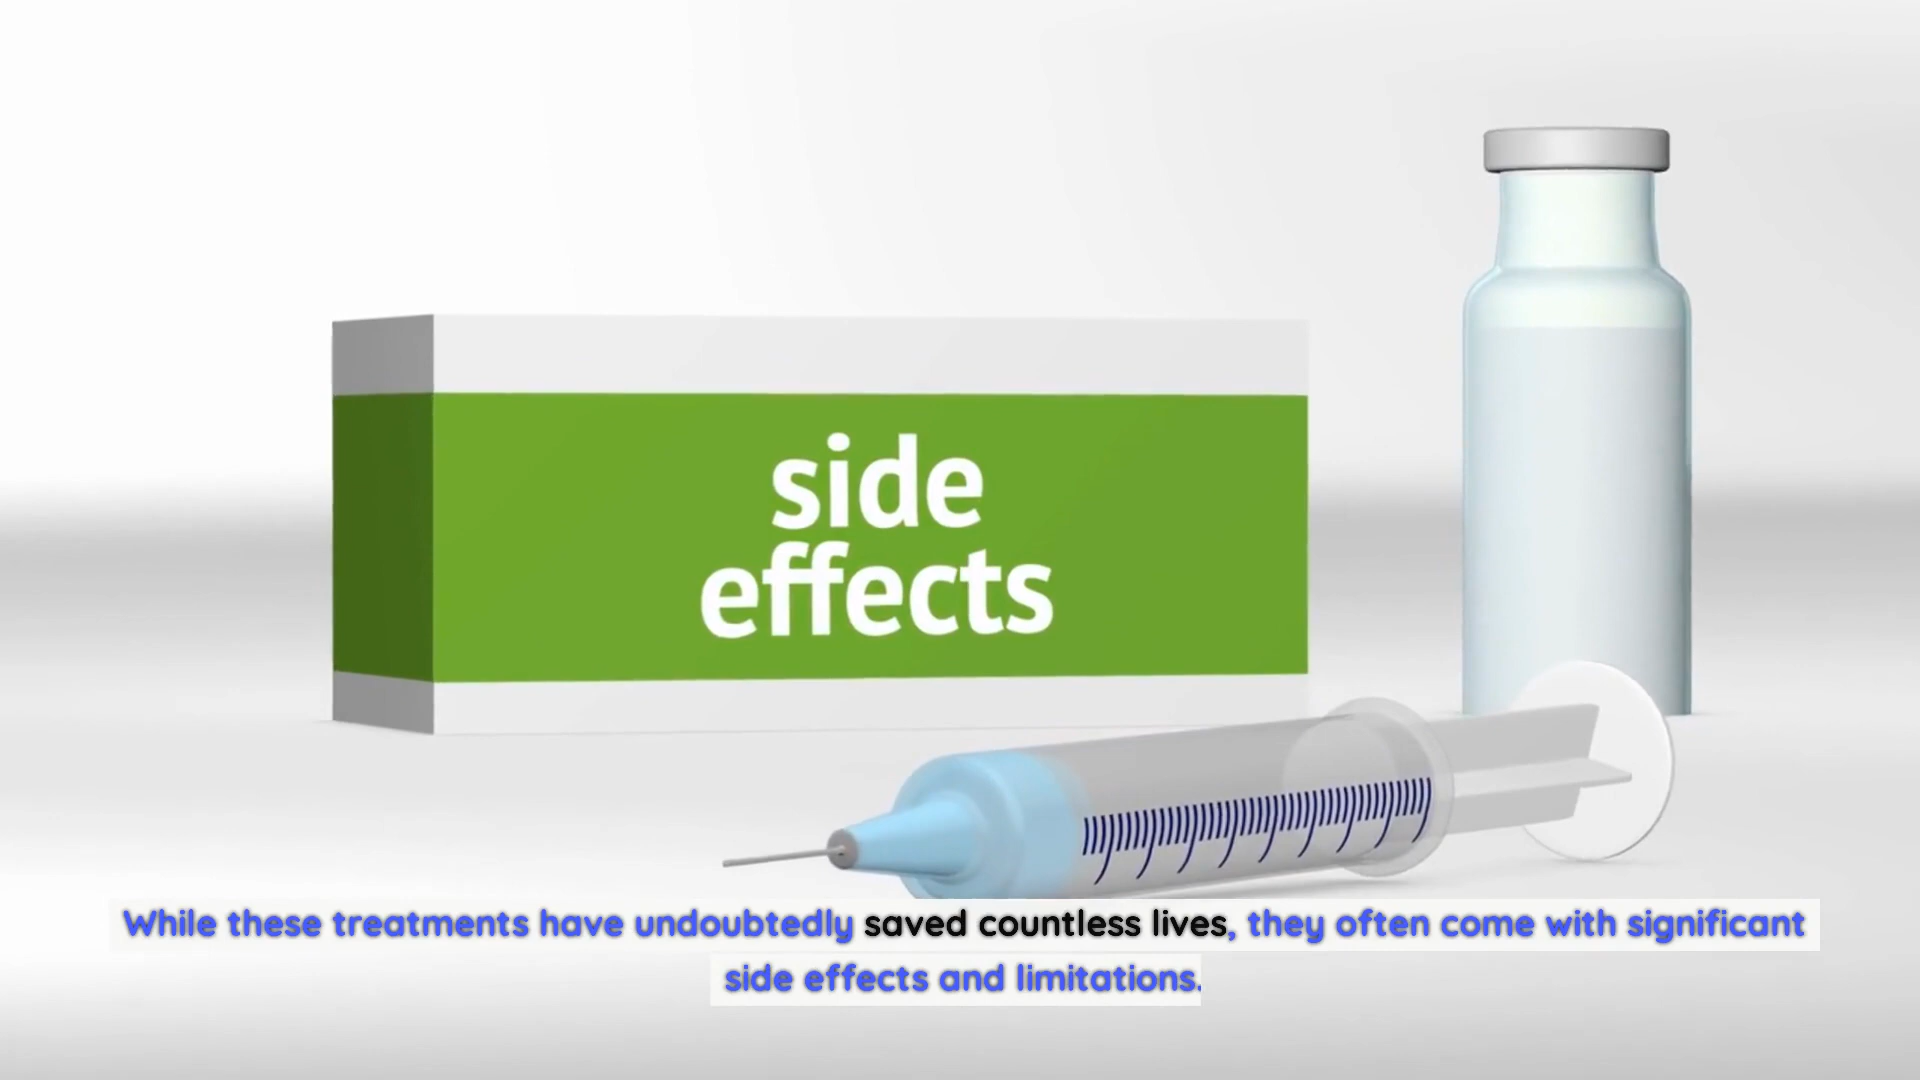 side
effects
While these treatments have undoubtedly saved countless lives, they often come with significant
side effects and limitations.